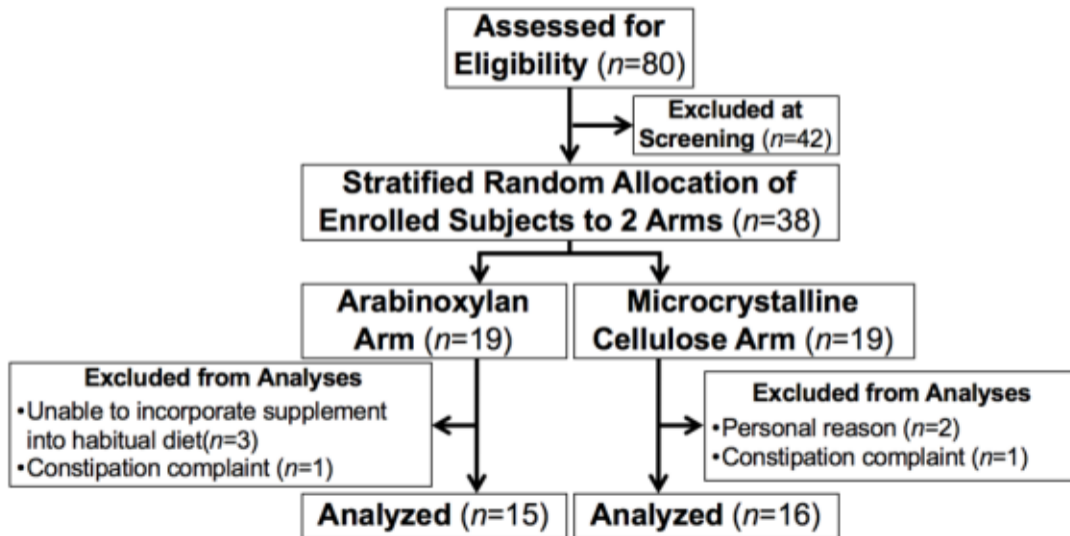 Assessed for
Eligibility (n=80)
Excluded at
Screening (n=42)
Stratified Random Allocation of
Enrolled Subjects to 2 Arms (n=38)
Arabinoxylan
Arm (n=19)
Microcrystalline
Cellulose Arm (n=19)
Excluded from Analyses
•Unable to incorporate supplement
into habitual diet(n=3)
•Constipation complaint (n=1)
Excluded from Analyses
•Personal reason (n=2)
•Constipation complaint (n=1)
Analyzed (n=15)
Analyzed (n=16)